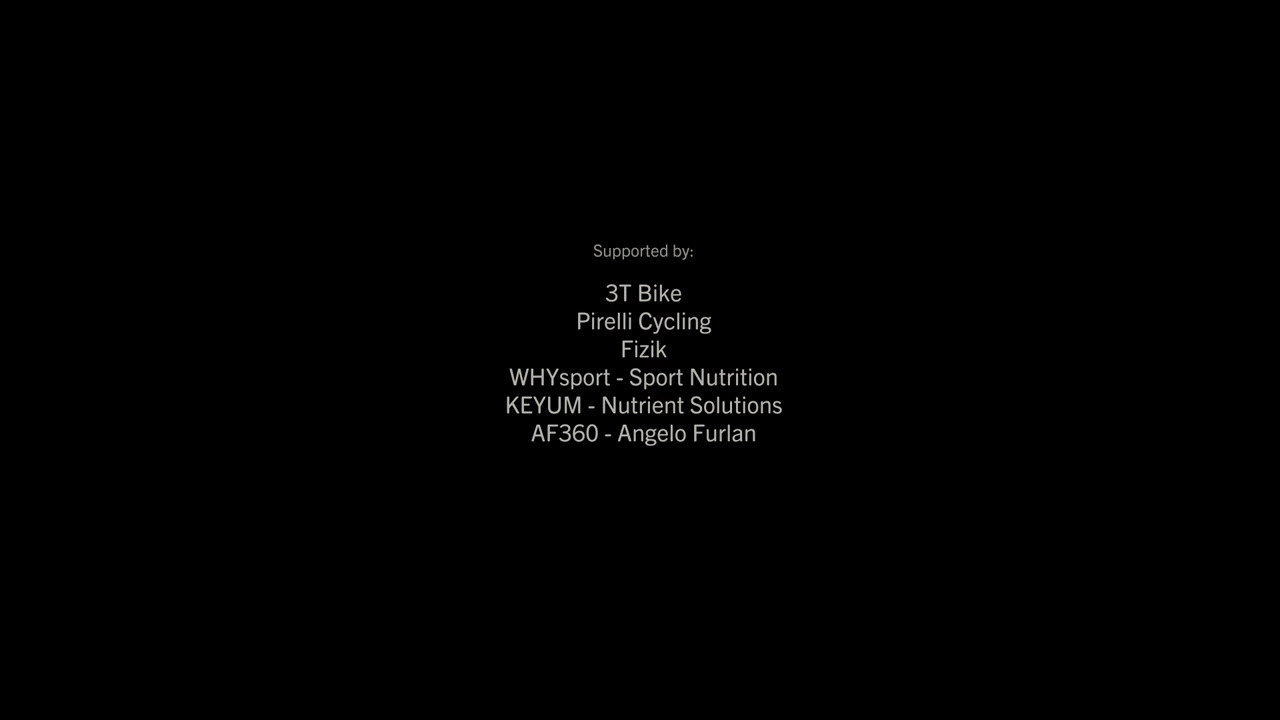 Supported by:
3T Bike
Pirelli Cycling
Fizik
WHYsport - Sport Nutrition
KEYUM - Nutrient Solutions
AF360 - Angelo Furlan